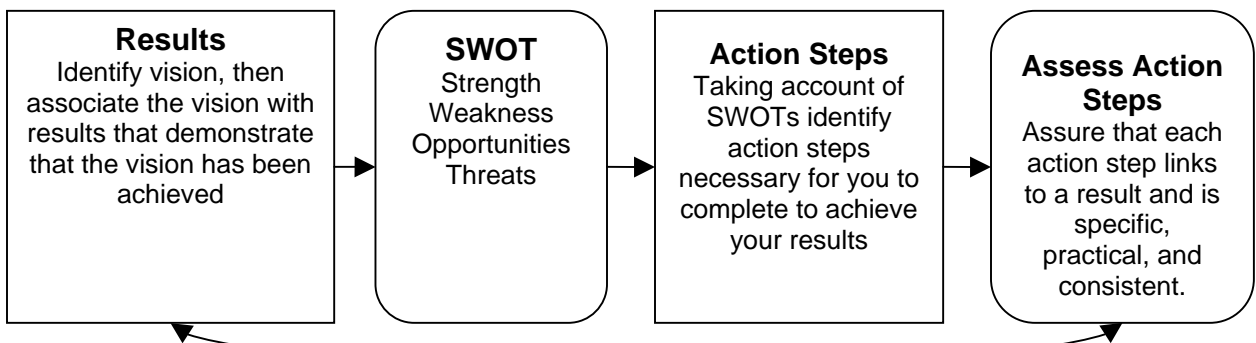 Results
Identify vision, then
associate the vision with
results that demonstrate
that the vision has been
achieved
SWOT
Strength
Weakness
Opportunities
Threats
Action Steps
Taking account of
SWOTs identify
action steps
necessary for you to
complete to achieve
your results
Assess Action
Steps
Assure that each
action step links
to a result and is
specific,
practical, and
consistent.